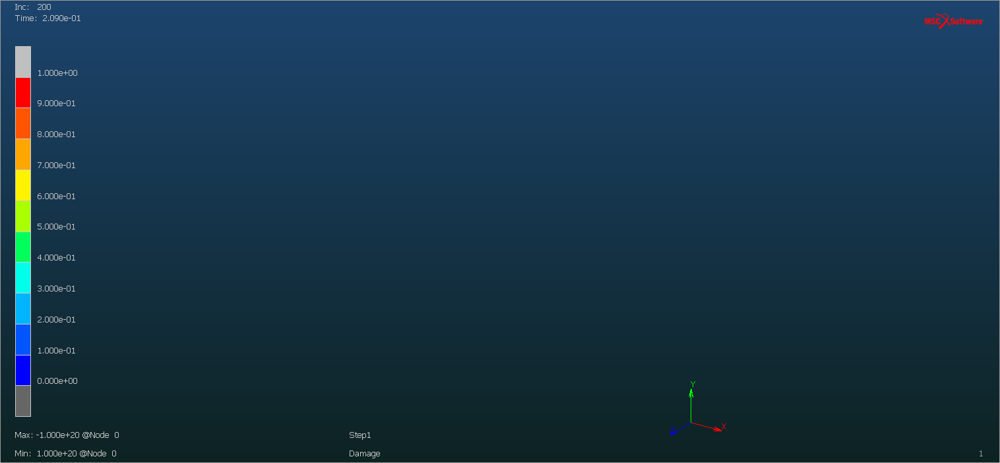 Inc: 200
Time: 2.090e-01
MSC Software
1.000e+00
9.000e-01
8.000e-01
7.000e-01
6.000e-01
5.000e-01
4.000e-01
3.000e-01
2.000e-01
1.000e-01
0.000e+00
Y
X
Z
Max: -1.000e+20 @Node 0
Step1
Min: 1.000e+20 @Node 0
Damage
1